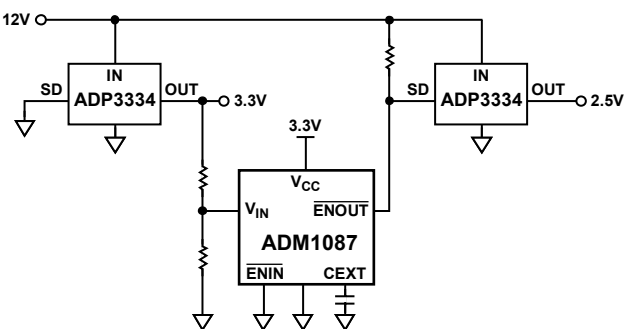 12V
IN
SD
ADP3334
OUT
3.3V
IN
SD
ADP3334
OUT
2.5V
3.3V
VCC
VIN
ENOUT
ADM1087
ENIN
CEXT